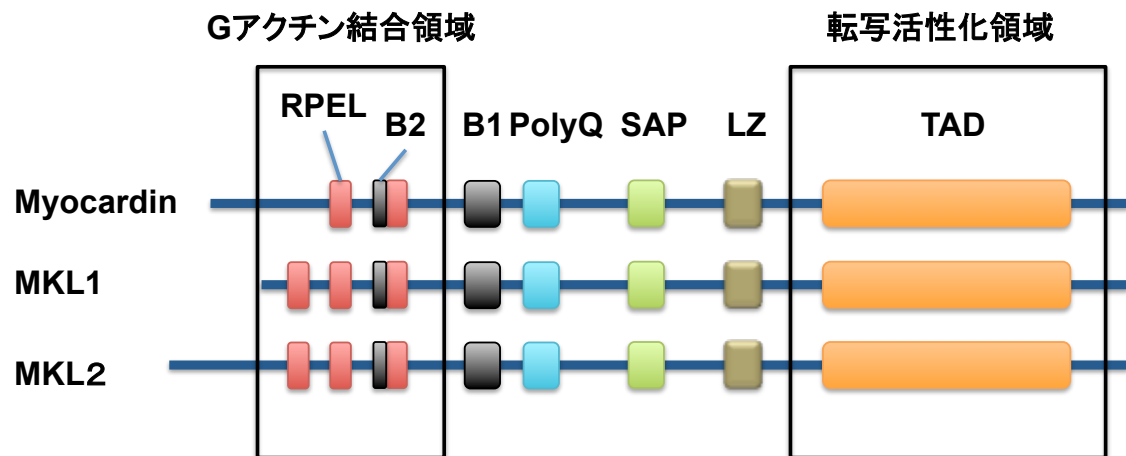 Gアクチン結合領域
転写活性化領域
RPEL
B2
B1
PolyQ
SAP
LZ
TAD
Myocardin
MKL1
MKL２